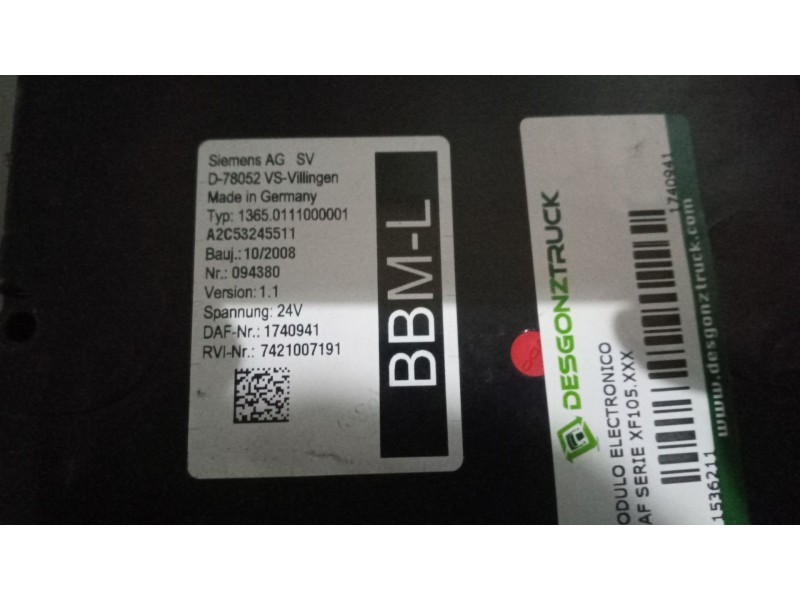 Siemens AG SV
D-78052 VS-Villingen
Made in Germany
Typ: 1365.0111000001
A2C53245511
Bauj.: 10/2008
Nr.: 094380
Version: 1.1
Spannung: 24V
DAF-Nr.: 1740941
RVI-Nr.: 7421007191
BBM-L
DESGONZTRUCK
ODULO ELECTRONICO
AF SERIE XF105.XXX
1536211
1740941
www.desgonztruck.com